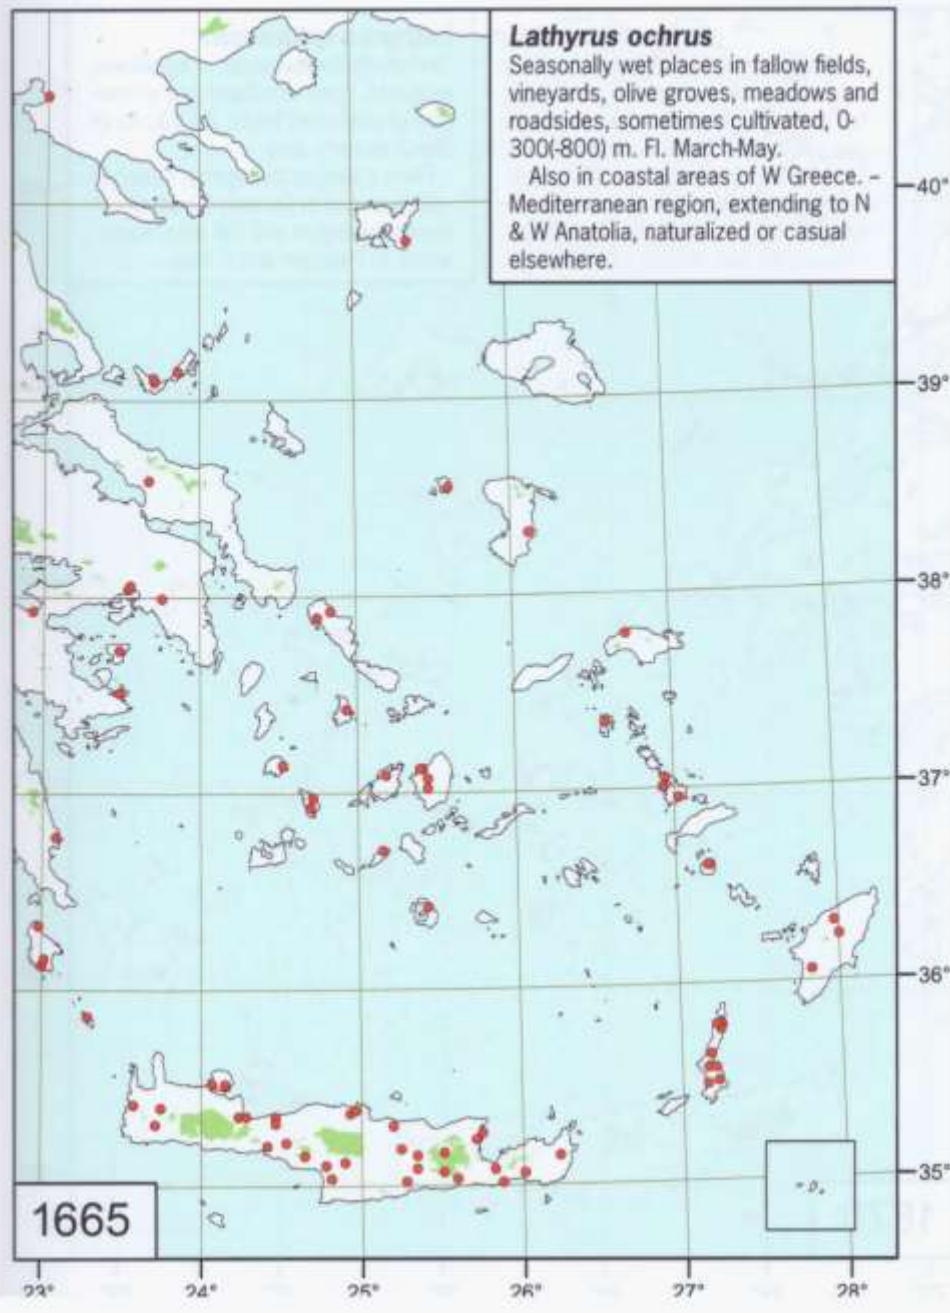 Lathyrus ochrus
Seasonally wet places in fallow fields,
vineyards, olive groves, meadows and
roadsides, sometimes cultivated, 0-
300(-800) m. Fl. March-May.
Also in coastal areas of W Greece. –
Mediterranean region, extending to N
& W Anatolia, naturalized or casual
elsewhere.
40°
39°
38°
37°
36°
35°
1665
23°
24°
25°
26°
27°
28°